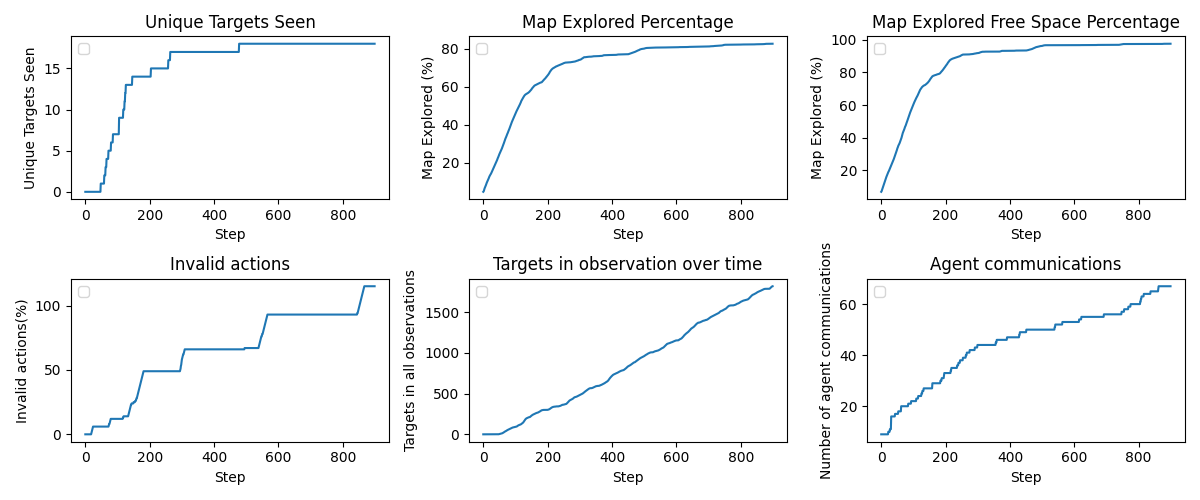 Unique Targets Seen
Unique Targets Seen
15
10
5
0
0 200 400 600 800
Step
Map Explored Percentage
Map Explored (%)
80
60
40
20
0 200 400 600 800
Step
Map Explored Free Space Percentage
Map Explored (%)
100
80
60
40
20
0 200 400 600 800
Step
Invalid actions
Invalid actions(%)
100
50
0
0 200 400 600 800
Step
Targets in observation over time
Targets in all observations
1500
1000
500
0
0 200 400 600 800
Step
Agent communications
Number of agent communications
60
40
20
0 200 400 600 800
Step